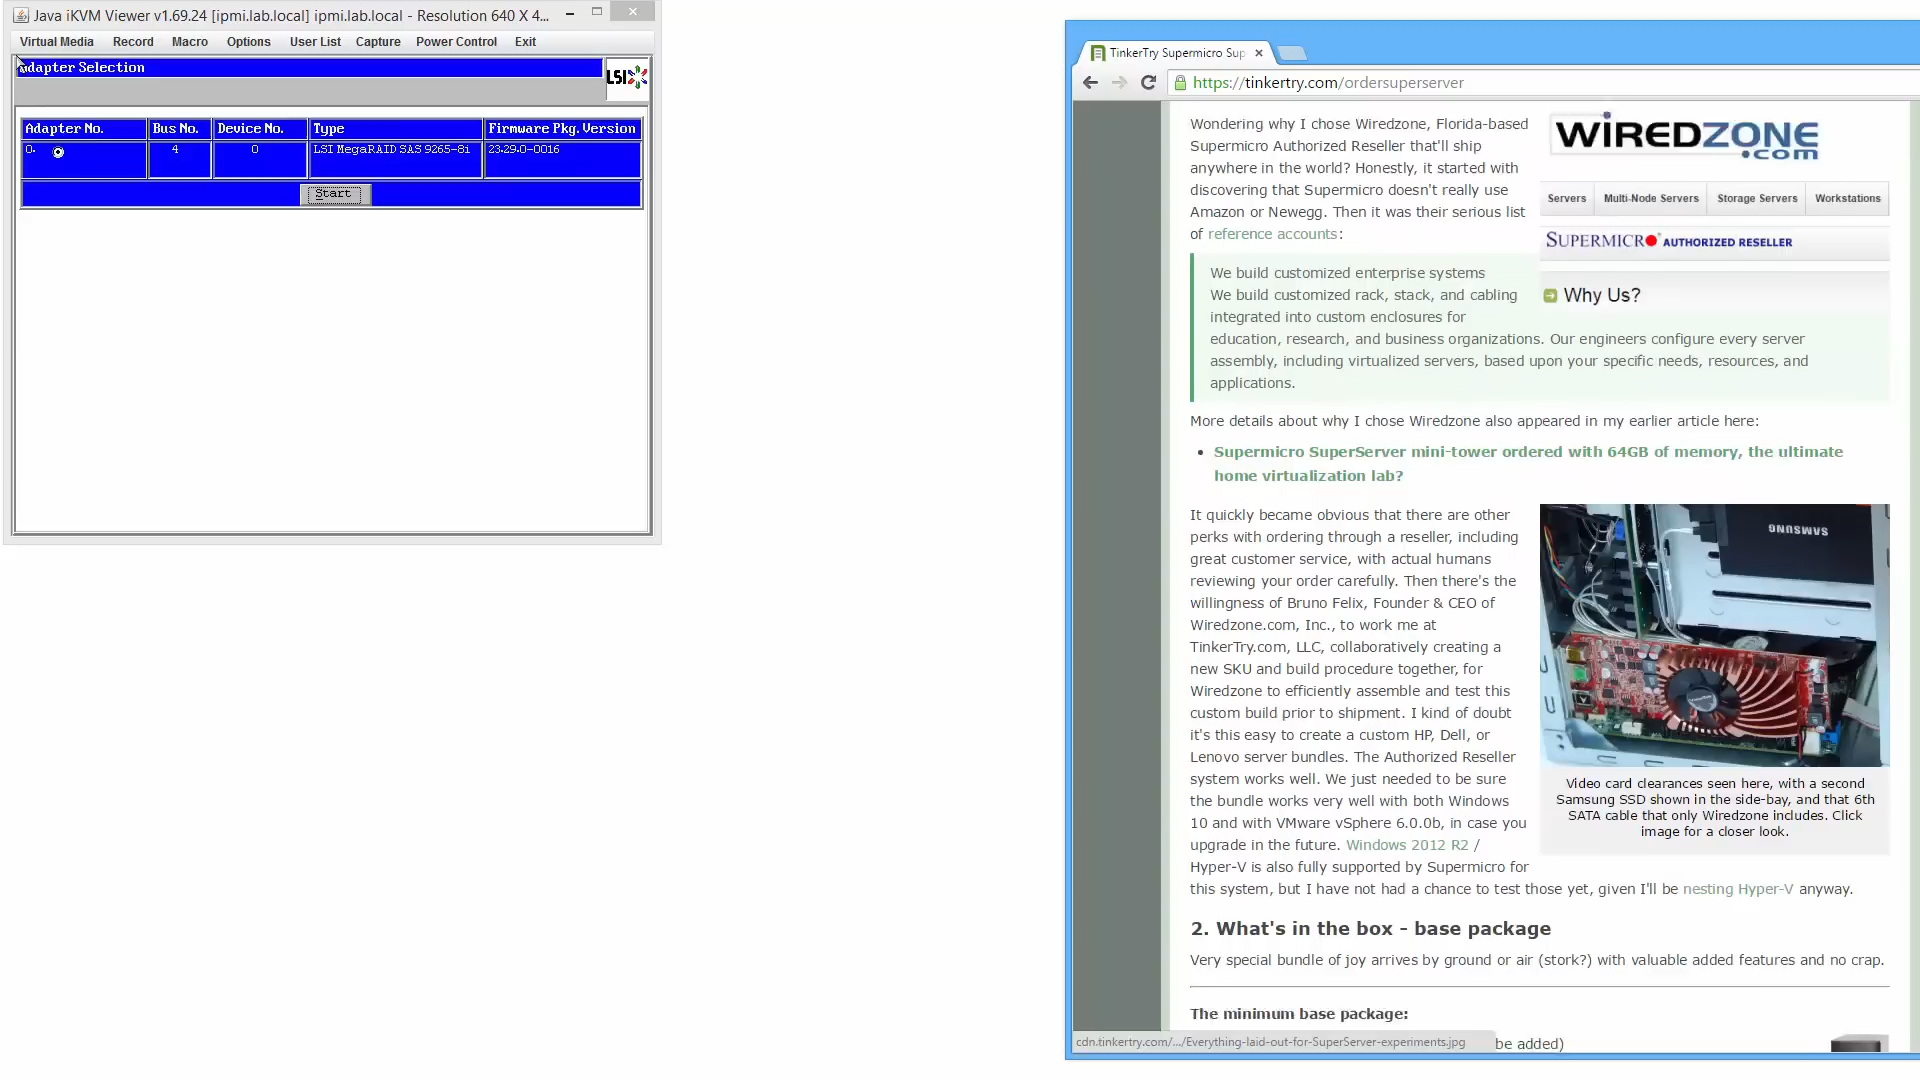 Java iKVM Viewer v1.69.24 [ipmi.lab.local] ipmi.lab.local - Resolution 640 X 4...
Virtual Media Record Macro Options User List Capture Power Control Exit
Adapter Selection
LSI
Adapter No. Bus No. Device No. Type Firmware Pkg. Version
0. 4 0 LSI MegaRAID SAS 9265-8i 23.29.0-0016
Start
TinkerTry Supermicro Sup
https://tinkertry.com/ordersuperserver
Wondering why I chose Wiredzone, Florida-based
Supermicro Authorized Reseller that'll ship
anywhere in the world? Honestly, it started with
discovering that Supermicro doesn't really use
Amazon or Newegg. Then it was their serious list
of reference accounts:
WIREDZONE
.com
Servers Multi-Node Servers Storage Servers Workstations
SUPERMICRO AUTHORIZED RESELLER
Why Us?
We build customized enterprise systems
We build customized rack, stack, and cabling
integrated into custom enclosures for
education, research, and business organizations. Our engineers configure every server
assembly, including virtualized servers, based upon your specific needs, resources, and
applications.
More details about why I chose Wiredzone also appeared in my earlier article here:
• Supermicro SuperServer mini-tower ordered with 64GB of memory, the ultimate
home virtualization lab?
It quickly became obvious that there are other
perks with ordering through a reseller, including
great customer service, with actual humans
reviewing your order carefully. Then there's the
willingness of Bruno Felix, Founder & CEO of
Wiredzone.com, Inc., to work me at
TinkerTry.com, LLC, collaboratively creating a
new SKU and build procedure together, for
Wiredzone to efficiently assemble and test this
custom build prior to shipment. I kind of doubt
it's this easy to create a custom HP, Dell, or
Lenovo server bundles. The Authorized Reseller
system works well. We just needed to be sure
the bundle works very well with both Windows
10 and with VMware vSphere 6.0.0b, in case you
upgrade in the future. Windows 2012 R2 /
Hyper-V is also fully supported by Supermicro for
this system, but I have not had a chance to test those yet, given I'll be nesting Hyper-V anyway.
SAMSUNG
Video card clearances seen here, with a second
Samsung SSD shown in the side-bay, and that 6th
SATA cable that only Wiredzone includes. Click
image for a closer look.
2. What's in the box - base package
Very special bundle of joy arrives by ground or air (stork?) with valuable added features and no crap.
The minimum base package:
be added)
cdn.tinkertry.com/.../Everything-laid-out-for-SuperServer-experiments.jpg